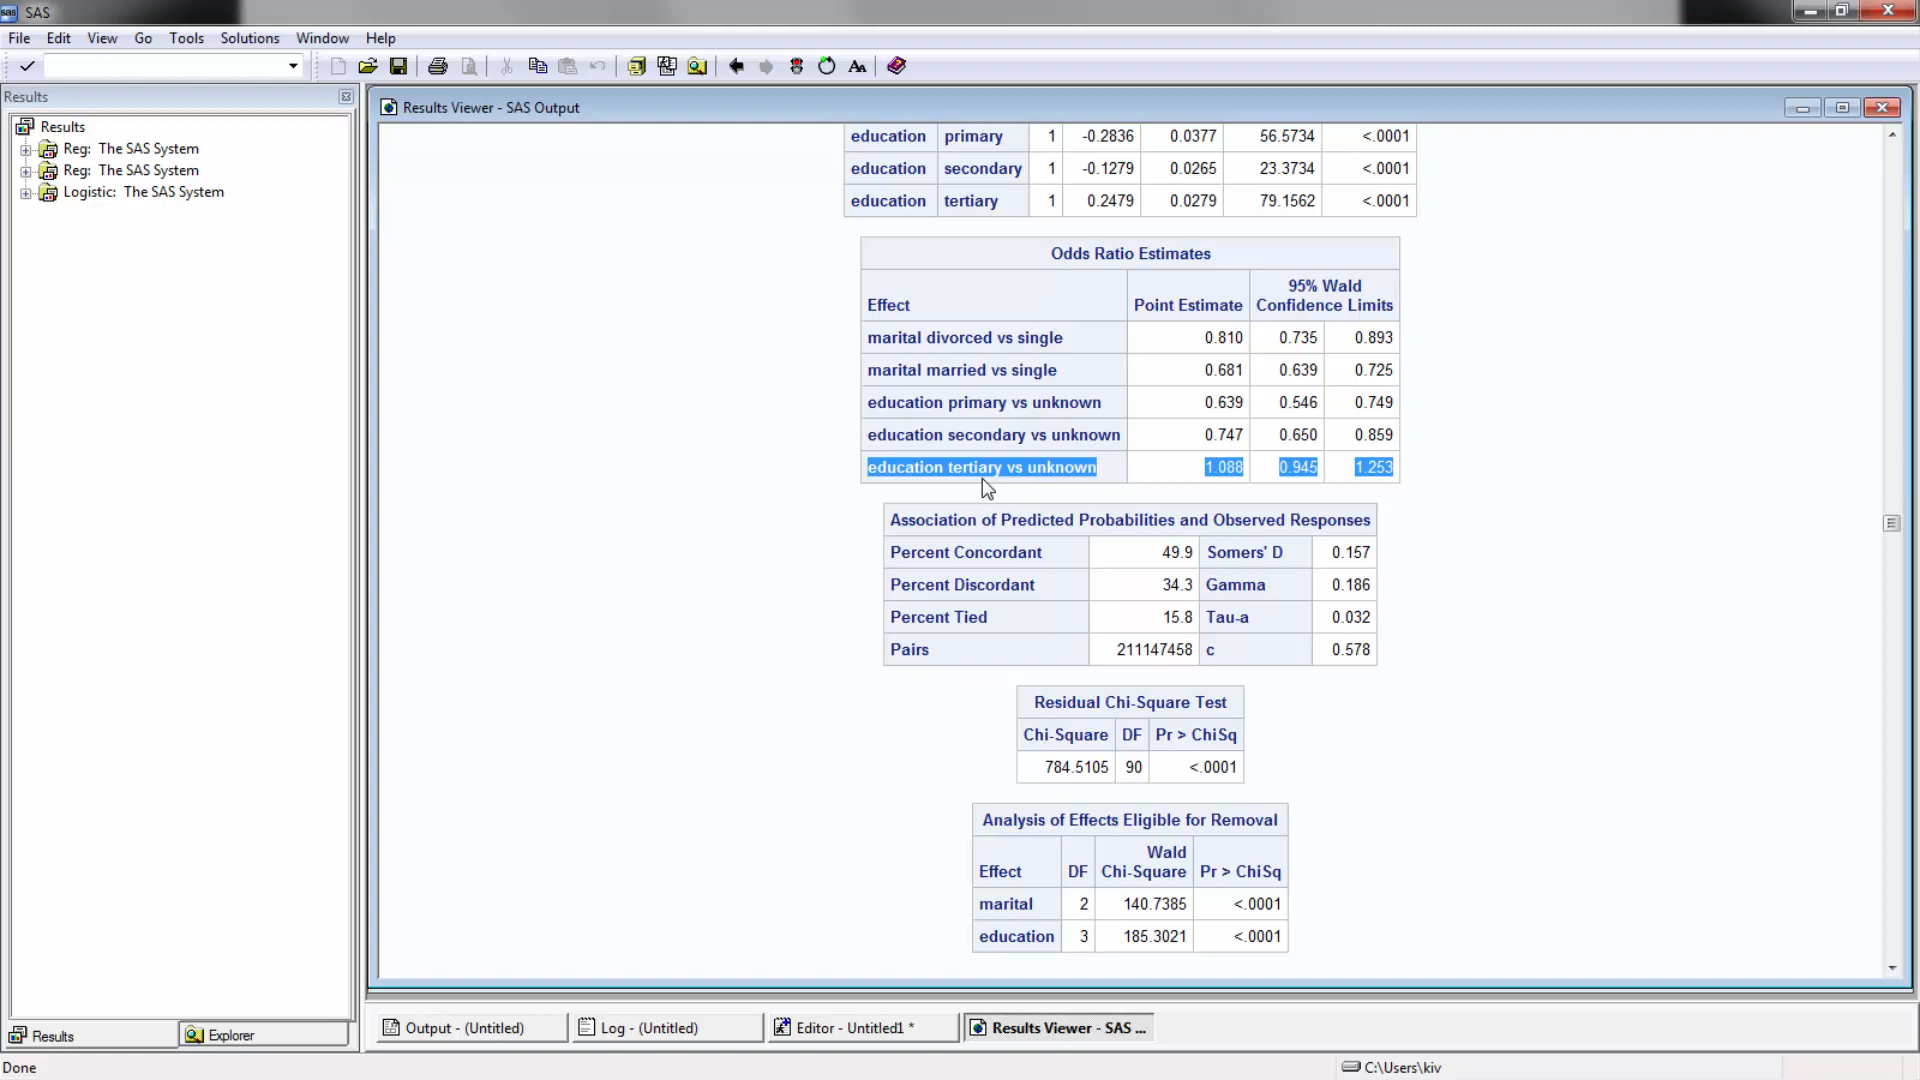 SAS
File Edit View Go Tools Solutions Window Help
Results
Results
Reg: The SAS System
Reg: The SAS System
Logistic: The SAS System
Results Viewer - SAS Output
education primary 1 -0.2836 0.0377 56.5734 <.0001
education secondary 1 -0.1279 0.0265 23.3734 <.0001
education tertiary 1 0.2479 0.0279 79.1562 <.0001
Odds Ratio Estimates
Effect Point Estimate 95% Wald
Confidence Limits
marital divorced vs single 0.810 0.735 0.893
marital married vs single 0.681 0.639 0.725
education primary vs unknown 0.639 0.546 0.749
education secondary vs unknown 0.747 0.650 0.859
education tertiary vs unknown 1.088 0.945 1.253
Association of Predicted Probabilities and Observed Responses
Percent Concordant 49.9 Somers' D 0.157
Percent Discordant 34.3 Gamma 0.186
Percent Tied 15.8 Tau-a 0.032
Pairs 211147458 c 0.578
Residual Chi-Square Test
Chi-Square DF Pr > ChiSq
784.5105 90 <.0001
Analysis of Effects Eligible for Removal
Effect DF Wald
Chi-Square Pr > ChiSq
marital 2 140.7385 <.0001
education 3 185.3021 <.0001
Results Explorer
Output - (Untitled) Log - (Untitled) Editor - Untitled1 * Results Viewer - SAS ...
Done C:\Users\kiv